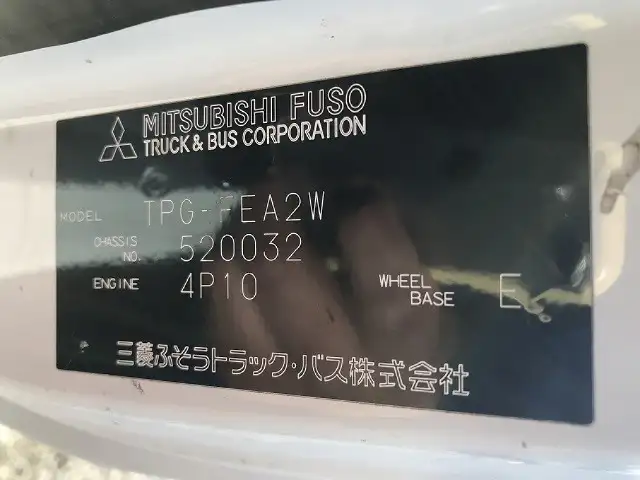 MITSUBISHI FUSO
TRUCK & BUS CORPORATION
MODEL TPG-FEA2W
CHASSIS NO. 520032
ENGINE 4P10 WHEEL BASE E
三菱ふそうトラック・バス株式会社